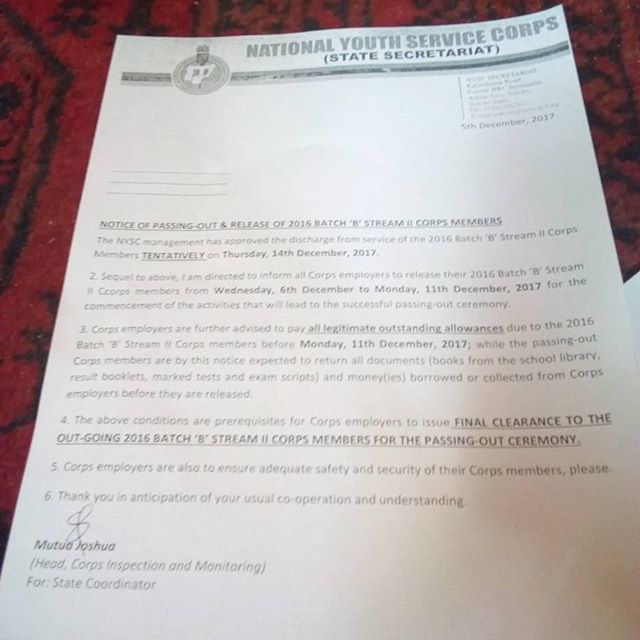 NATIONAL YOUTH SERVICE CORPS
(STATE SECRETARIAT)
NYSC SECRETARIAT
5th December, 2017
NOTICE OF PASSING-OUT & RELEASE OF 2016 BATCH 'B' STREAM II CORPS MEMBERS
The NYSC management has approved the discharge from service of the 2016 Batch 'B' Stream II Corps
Members TENTATIVELY on Thursday, 14th December, 2017.
2. Sequel to above, I am directed to inform all Corps employers to release their 2016 Batch 'B' Stream
II Ccorps members from Wednesday, 6th December to Monday, 11th December, 2017 for the
commencement of the activities that will lead to the successful passing-out ceremony.
3. Corps employers are further advised to pay all legitimate outstanding allowances due to the 2016
Batch 'B' Stream II Corps members before Monday, 11th December, 2017; while the passing-out
Corps members are by this notice expected to return all documents (books from the school library,
result booklets, marked tests and exam scripts) and money(ies) borrowed or collected from Corps
employers before they are released.
4. The above conditions are prerequisites for Corps employers to issue FINAL CLEARANCE TO THE
OUT-GOING 2016 BATCH 'B' STREAM II CORPS MEMBERS FOR THE PASSING-OUT CEREMONY.
5. Corps employers are also to ensure adequate safety and security of their Corps members, please.
6. Thank you in anticipation of your usual co-operation and understanding.
Mutua Joshua
(Head, Corps Inspection and Monitoring)
For: State Coordinator